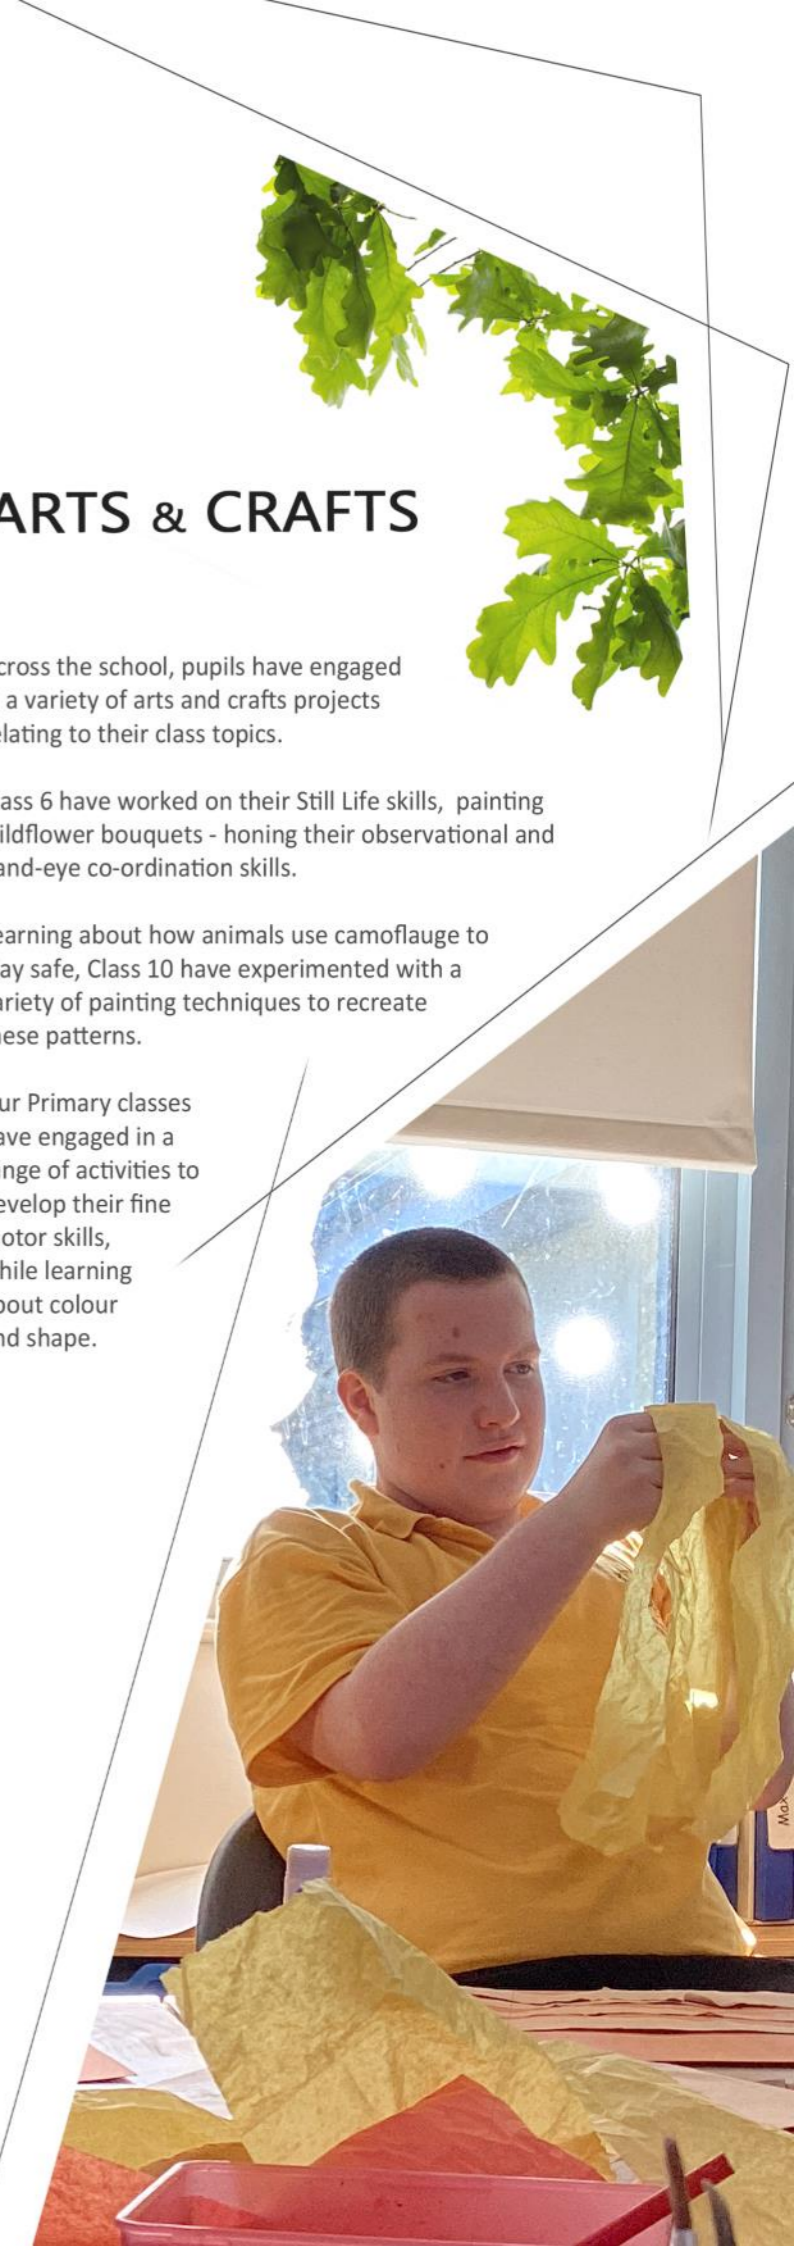 ARTS & CRAFTS
cross the school, pupils have engaged
a variety of arts and crafts projects
elating to their class topics.
ass 6 have worked on their Still Life skills,  painting
ildflower bouquets - honing their observational and
and-eye co-ordination skills.
earning about how animals use camoflauge to
ay safe, Class 10 have experimented with a
ariety of painting techniques to recreate
hese patterns.
ur Primary classes
ave engaged in a
ange of activities to
evelop their fine
otor skills,
hile learning
bout colour
nd shape.
Max